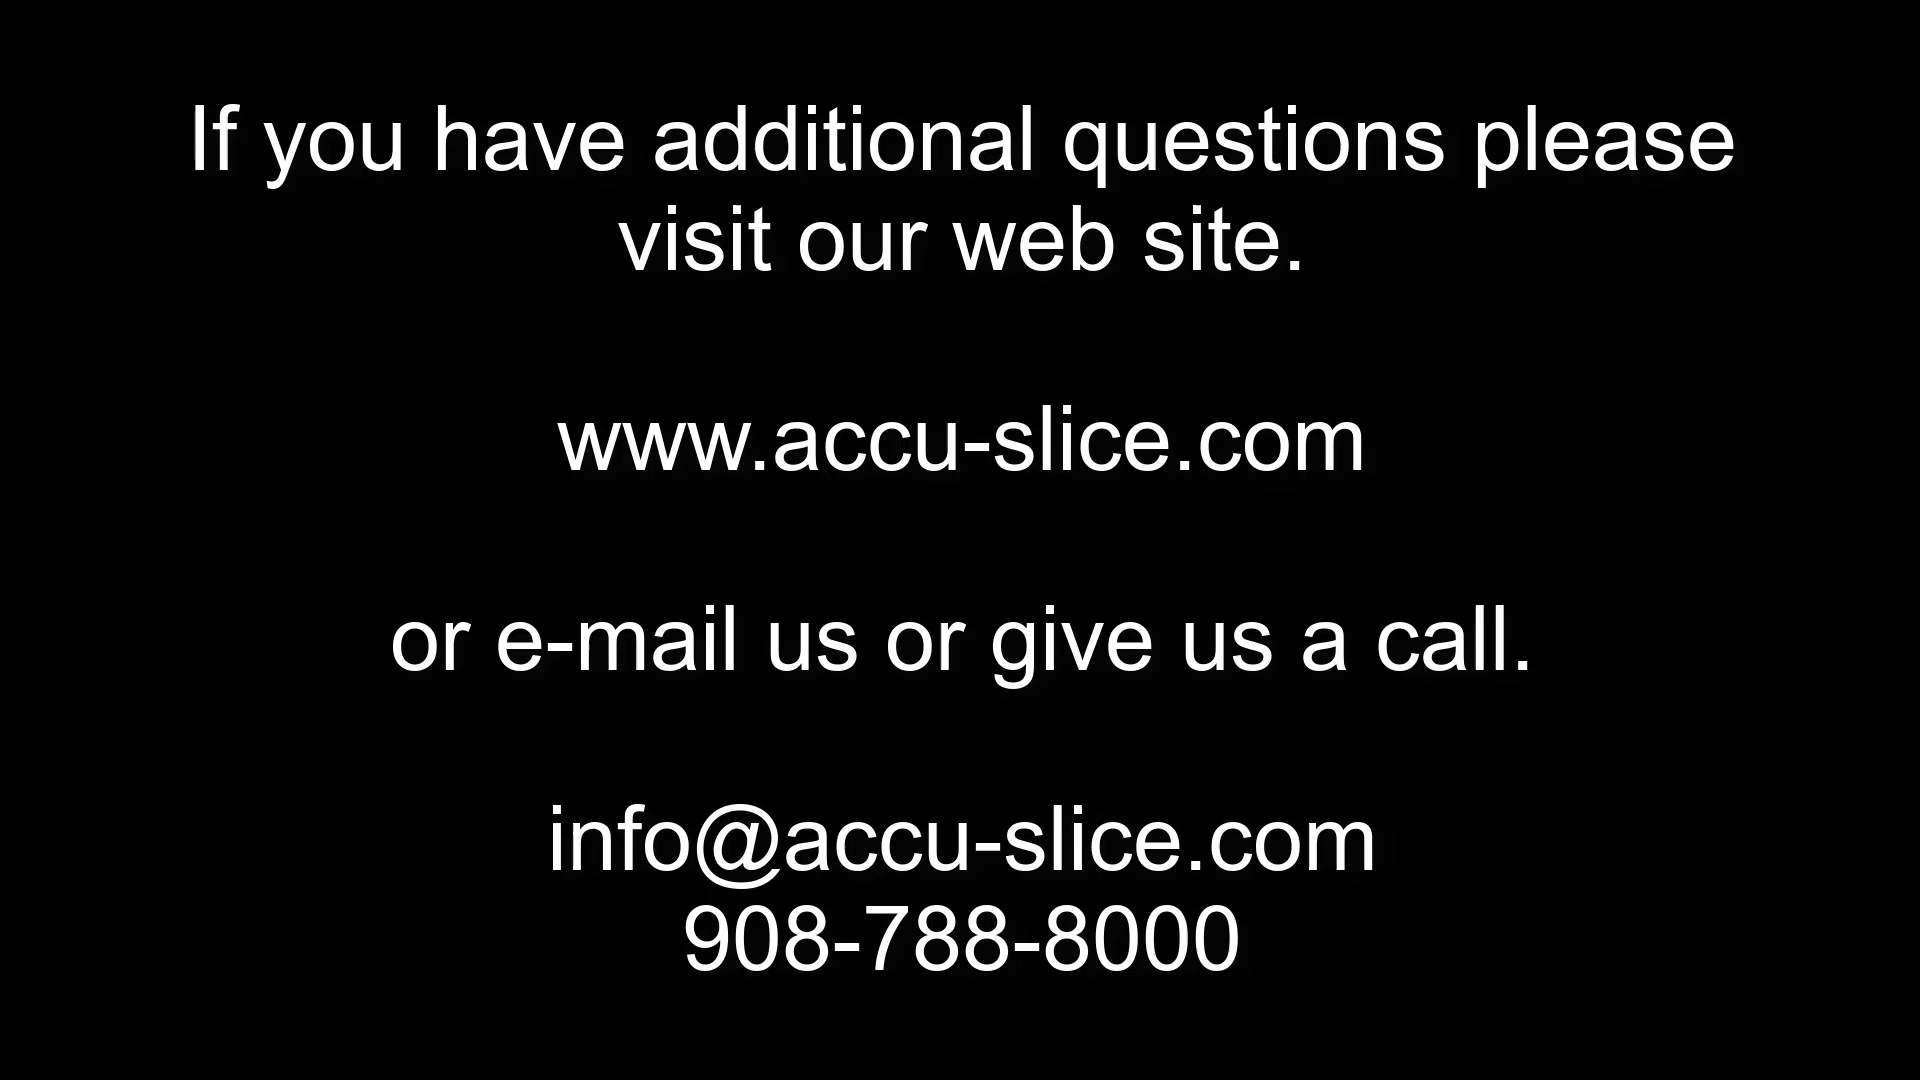 If you have additional questions please
visit our web site.
www.accu-slice.com
or e-mail us or give us a call.
info@accu-slice.com
908-788-8000